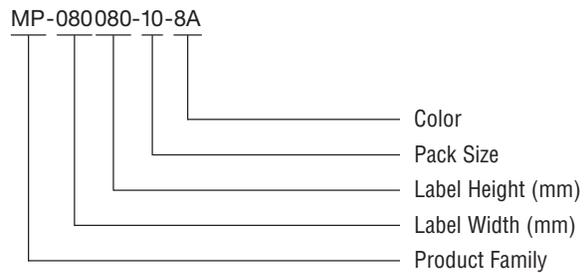 MP-080080-10-8A
Color
Pack Size
Label Height (mm)
Label Width (mm)
Product Family